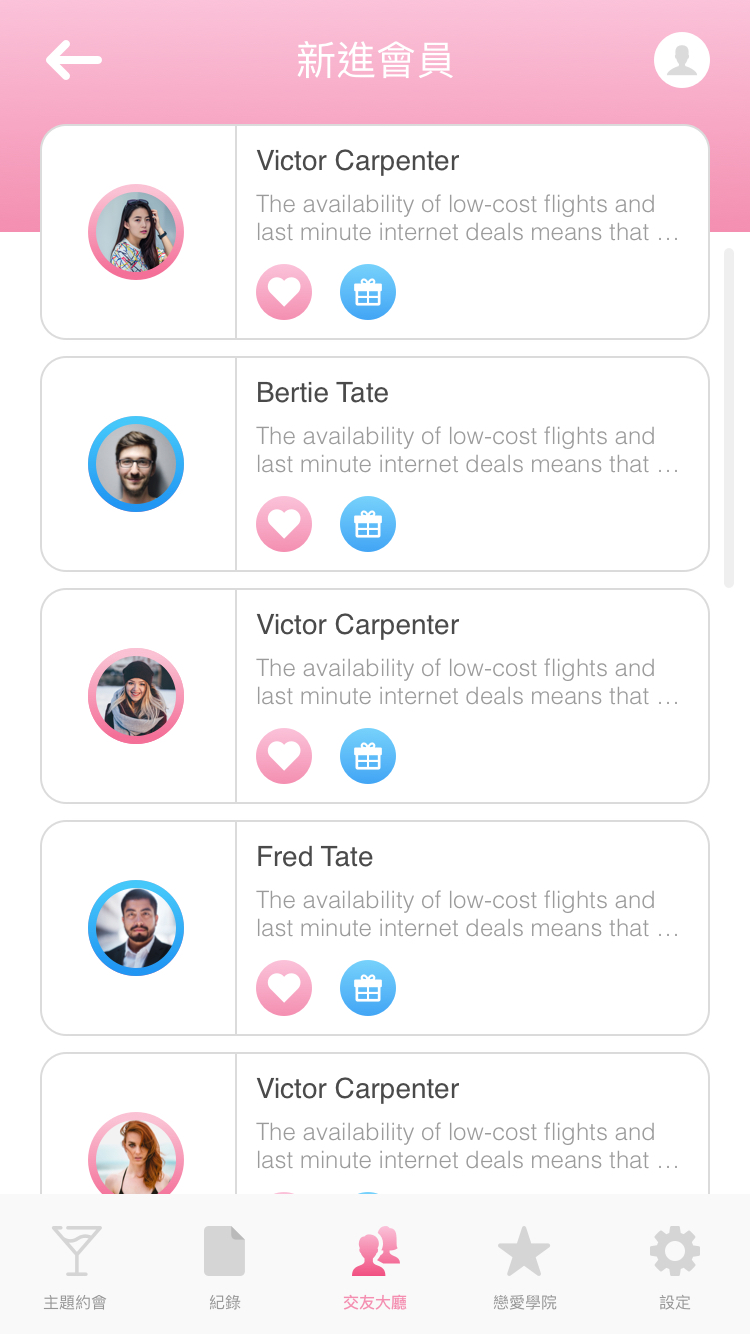 新進會員
Victor Carpenter
The availability of low-cost flights and
last minute internet deals means that ...
Bertie Tate
The availability of low-cost flights and
last minute internet deals means that ...
Victor Carpenter
The availability of low-cost flights and
last minute internet deals means that ...
Fred Tate
The availability of low-cost flights and
last minute internet deals means that ...
Victor Carpenter
The availability of low-cost flights and
last minute internet deals means that ...
主題約會
紀錄
交友大廳
戀愛學院
設定